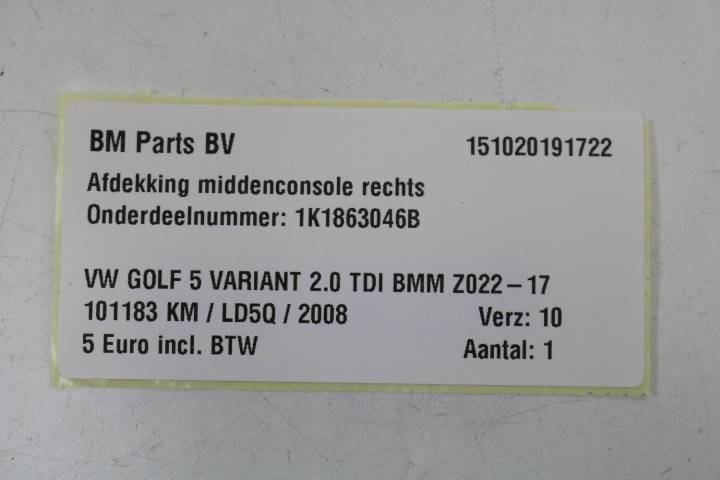 BM Parts BV 151020191722
Afdekking middenconsole rechts
Onderdeelnummer: 1K1863046B
VW GOLF 5 VARIANT 2.0 TDI BMM Z022-17
101183 KM / LD5Q / 2008 Verz: 10
5 Euro incl. BTW Aantal: 1